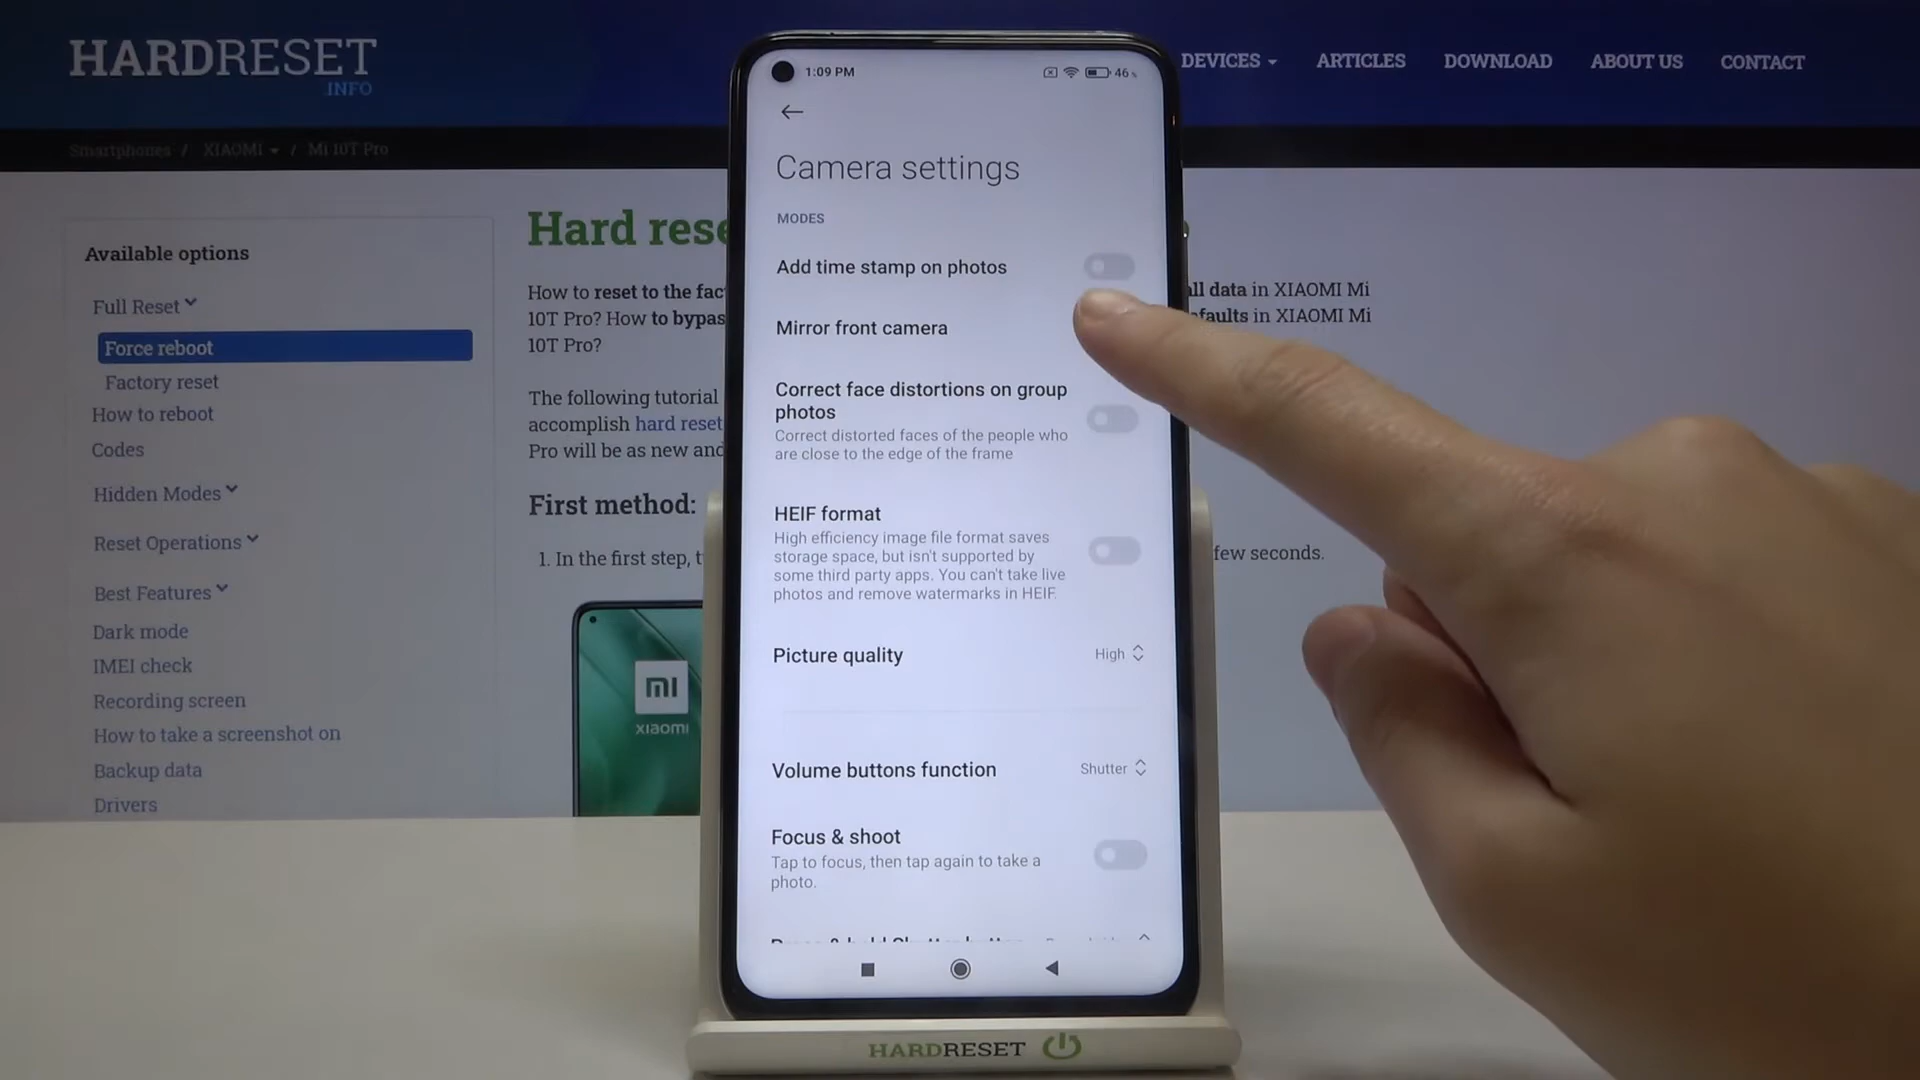 HARDRESET
.INFO
DEVICES
ARTICLES
DOWNLOAD
ABOUT US
CONTACT
Smartphones / XIAOMI / Mi 10T Pro
Available options
Full Reset
Force reboot
Factory reset
How to reboot
Codes
Hidden Modes
Reset Operations
Best Features
Dark mode
IMEI check
Recording screen
How to take a screenshot on
Backup data
Drivers
Hard rese
How to reset to the fac
10T Pro? How to bypas
10T Pro?
The following tutorial
accomplish hard reset
Pro will be as new and
First method:
1. In the first step, t
mi
xiaomi
all data in XIAOMI Mi
efaults in XIAOMI Mi
few seconds.
1:09 PM
46%
Camera settings
MODES
Add time stamp on photos
Mirror front camera
Correct face distortions on group
photos
Correct distorted faces of the people who
are close to the edge of the frame
HEIF format
High efficiency image file format saves
storage space, but isn't supported by
some third party apps. You can't take live
photos and remove watermarks in HEIF.
Picture quality
High
Volume buttons function
Shutter
Focus & shoot
Tap to focus, then tap again to take a
photo.
HARDRESET